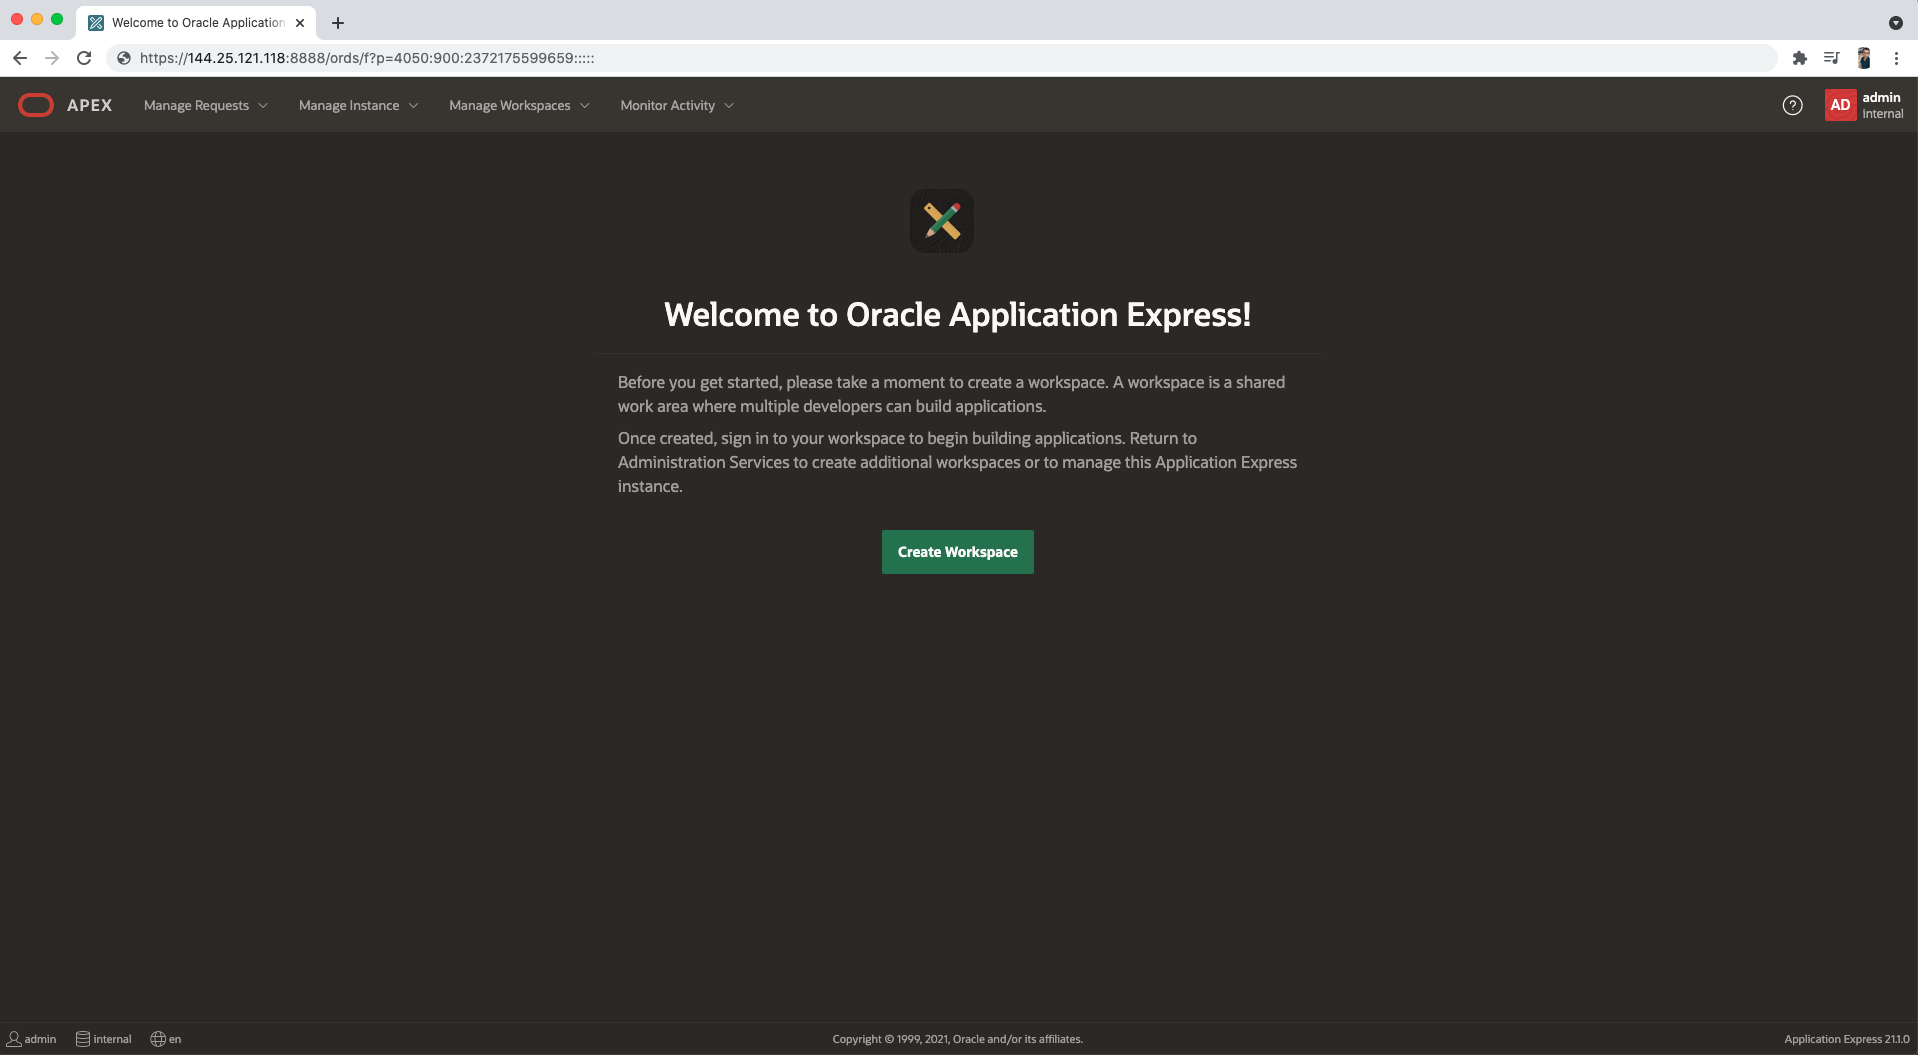 Welcome to Oracle Application
https://144.25.121.118:8888/ords/f?p=4050:900:2372175599659:::::
APEX Manage Requests Manage Instance Manage Workspaces Monitor Activity ? AD admin
internal
Welcome to Oracle Application Express!
Before you get started, please take a moment to create a workspace. A workspace is a shared
work area where multiple developers can build applications.
Once created, sign in to your workspace to begin building applications. Return to
Administration Services to create additional workspaces or to manage this Application Express
instance.
Create Workspace
admin internal en Copyright © 1999, 2021, Oracle and/or its affiliates. Application Express 21.1.0